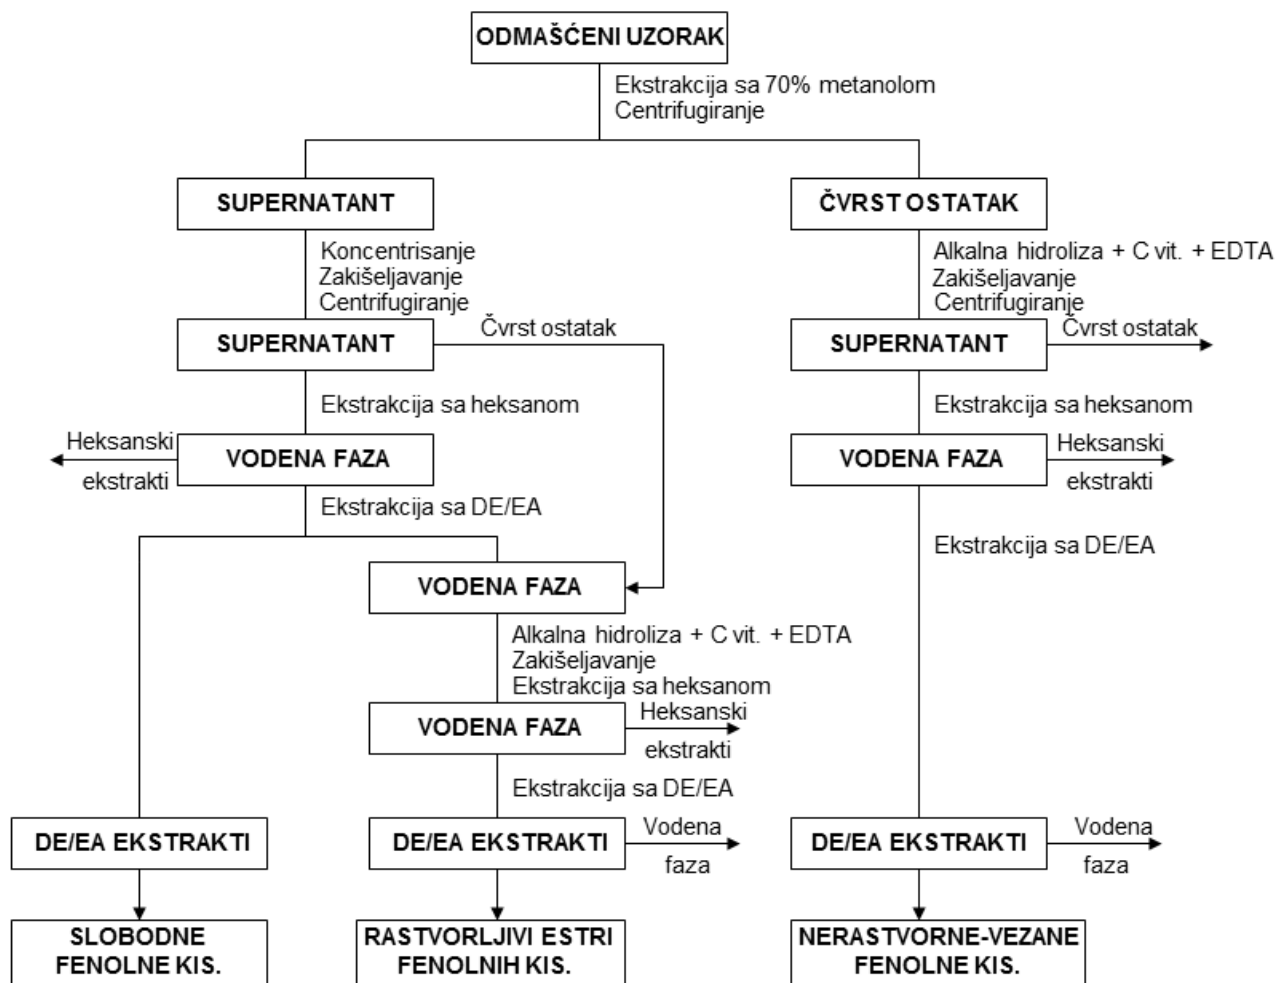 ODMAŠĆENI UZORAK
Ekstrakcija sa 70% metanolom
Centrifugiranje
SUPERNATANT
ČVRST OSTATAK
Koncentrisanje
Zakišeljavanje
Centrifugiranje
Alkalna hidroliza + C vit. + EDTA
Zakišeljavanje
Centrifugiranje
SUPERNATANT
Čvrst ostatak
SUPERNATANT
Čvrst ostatak
Ekstrakcija sa heksanom
Ekstrakcija sa heksanom
Heksanski
ekstrakti
VODENA FAZA
VODENA FAZA
Heksanski
ekstrakti
Ekstrakcija sa DE/EA
Ekstrakcija sa DE/EA
VODENA FAZA
Alkalna hidroliza + C vit. + EDTA
Zakišeljavanje
Ekstrakcija sa heksanom
VODENA FAZA
Heksanski
ekstrakti
Ekstrakcija sa DE/EA
DE/EA EKSTRAKTI
DE/EA EKSTRAKTI
Vodena
faza
DE/EA EKSTRAKTI
Vodena
faza
SLOBODNE
FENOLNE KIS.
RASTVORLJIVI ESTRI
FENOLNIH KIS.
NERASTVORNE-VEZANE
FENOLNE KIS.